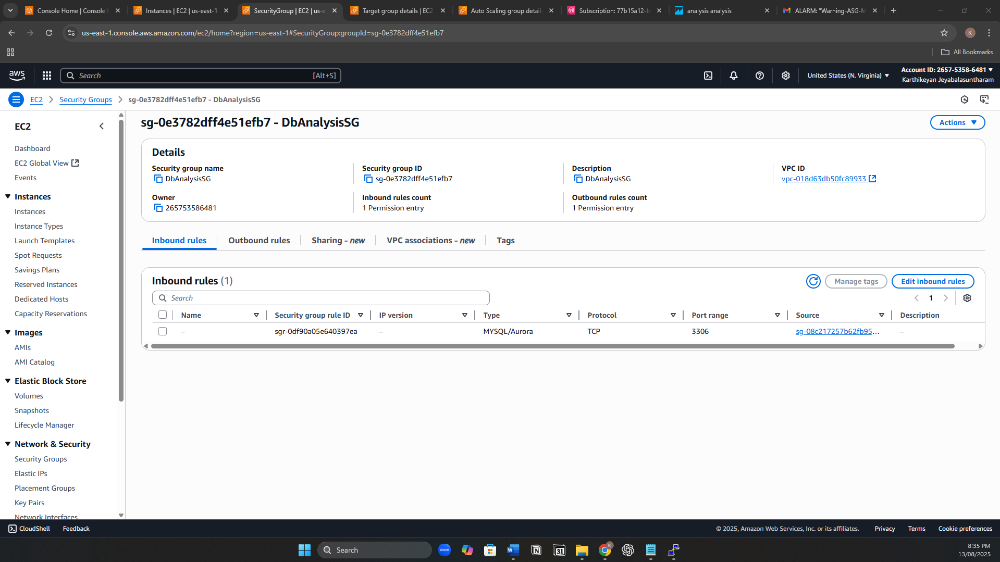 Console Home | Console
Instances | EC2 | us-east-1
SecurityGroup | EC2 | us-e
Target group details | EC2
Auto Scaling group detail
Subscription: 77b15a12-b
analysis analysis
ALARM: "Warning-ASG-M
us-east-1.console.aws.amazon.com/ec2/home?region=us-east-1#SecurityGroup:groupId=sg-0e3782dff4e51efb7
K
All Bookmarks
aws
Search
[Alt+S]
United States (N. Virginia)
Account ID: 2657-5358-6481
Karthikeyan Jeyabalasuntharam
EC2
Security Groups
sg-0e3782dff4e51efb7 - DbAnalysisSG
EC2
Dashboard
EC2 Global View
Events
Instances
Instances
Instance Types
Launch Templates
Spot Requests
Savings Plans
Reserved Instances
Dedicated Hosts
Capacity Reservations
Images
AMIs
AMI Catalog
Elastic Block Store
Volumes
Snapshots
Lifecycle Manager
Network & Security
Security Groups
Elastic IPs
Placement Groups
Key Pairs
Network Interfaces
sg-0e3782dff4e51efb7 - DbAnalysisSG
Actions
Details
Security group name
DbAnalysisSG
Security group ID
sg-0e3782dff4e51efb7
Description
DbAnalysisSG
VPC ID
vpc-018d63db50fc89933
Owner
265753586481
Inbound rules count
1 Permission entry
Outbound rules count
1 Permission entry
Inbound rules
Outbound rules
Sharing - new
VPC associations - new
Tags
Inbound rules (1)
Manage tags
Edit inbound rules
Search
1
Name
Security group rule ID
IP version
Type
Protocol
Port range
Source
Description
– sgr-0df90a05e640397ea – MYSQL/Aurora TCP 3306 sg-08c217257b62fb95... –
CloudShell
Feedback
© 2025, Amazon Web Services, Inc. or its affiliates.
Privacy
Terms
Cookie preferences
Search
zoom
W
N
31
K
8:35 PM
13/08/2025